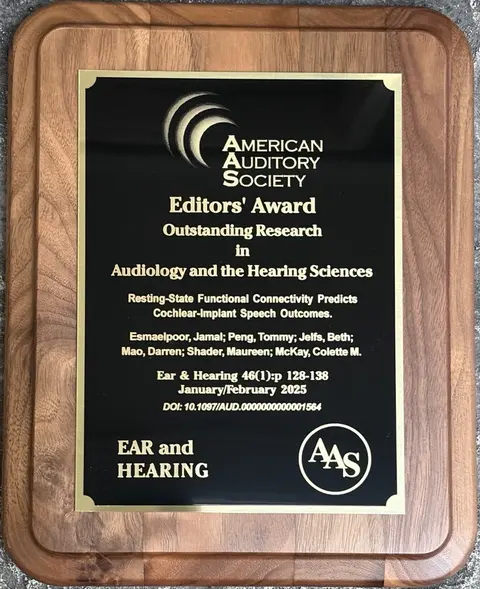 AMERICAN
AUDITORY
SOCIETY
Editors' Award
Outstanding Research
in
Audiology and the Hearing Sciences
Resting-State Functional Connectivity Predicts
Cochlear-Implant Speech Outcomes.
Esmaelpoor, Jamal; Peng, Tommy; Jelfs, Beth;
Mao, Darren; Shader, Maureen; McKay, Colette M.
Ear & Hearing 46(1):p 128-138
January/February 2025
DOI: 10.1097/AUD.0000000000001564
EAR and
HEARING
AAS